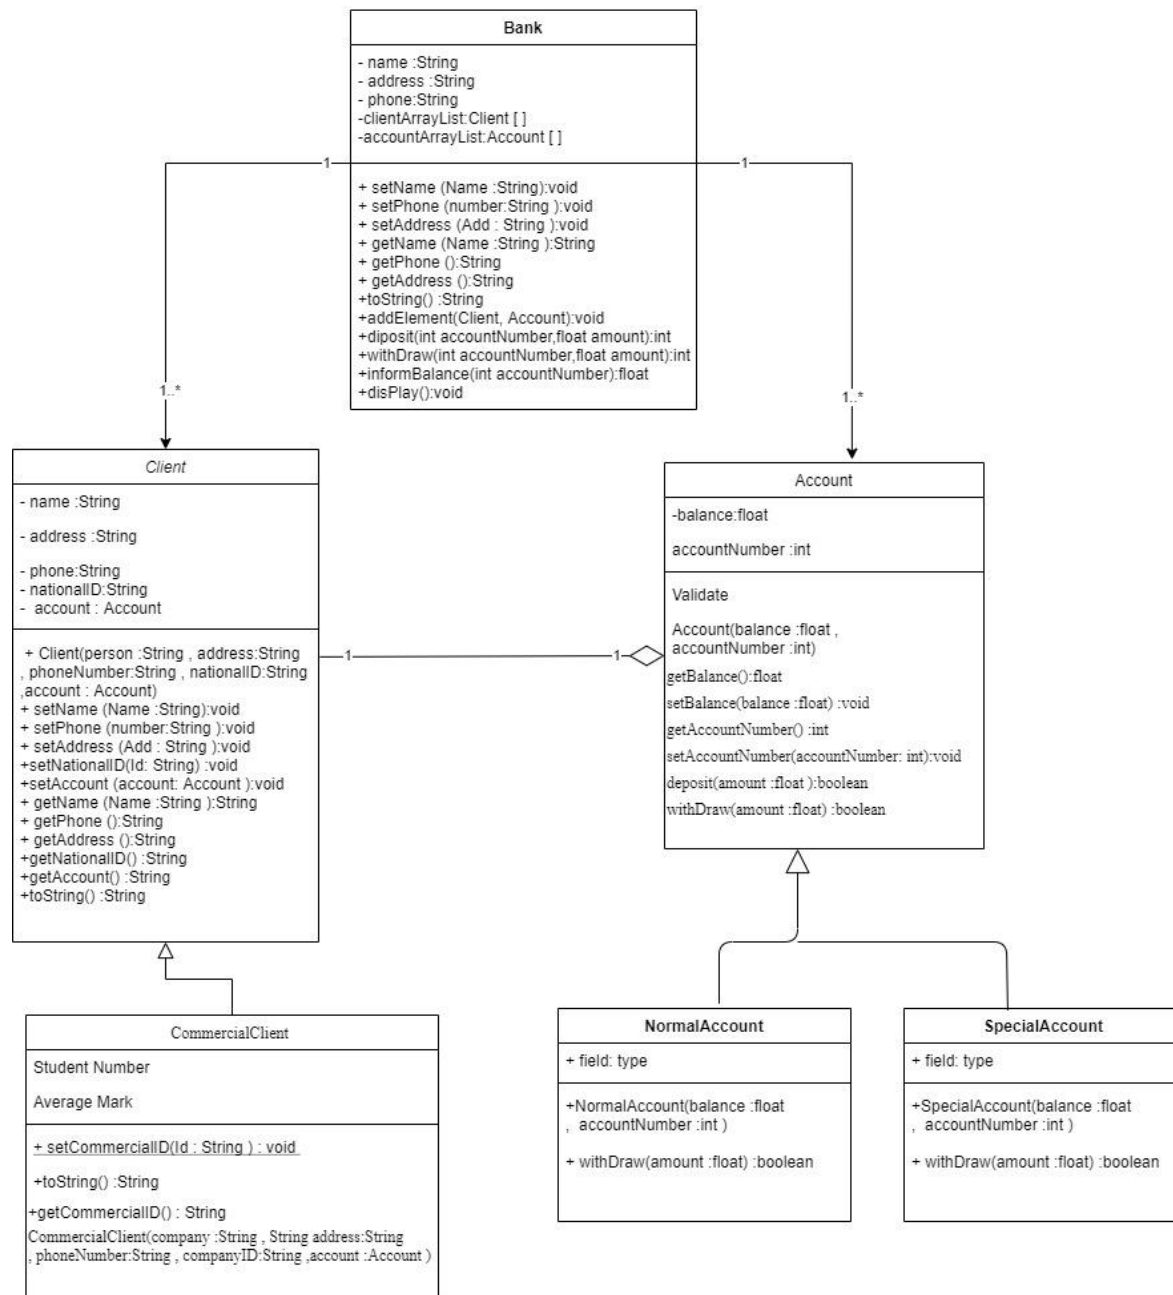 Bank
- name :String
- address :String
- phone:String
-clientArrayList:Client [ ]
-accountArrayList:Account [ ]
1
1
+ setName (Name :String):void
+ setPhone (number:String ):void
+ setAddress (Add : String ):void
+ getName (Name :String ):String
+ getPhone ():String
+ getAddress ():String
+toString() :String
+addElement(Client, Account):void
+diposit(int accountNumber,float amount):int
+withDraw(int accountNumber,float amount):int
+informBalance(int accountNumber):float
+disPlay():void
1..*
1..*
Client
- name :String
- address :String
- phone:String
- nationalID:String
- account : Account
+ Client(person :String , address:String
, phoneNumber:String , nationalID:String
,account : Account)
+ setName (Name :String):void
+ setPhone (number:String ):void
+ setAddress (Add : String ):void
+setNationalID(Id: String) :void
+setAccount (account: Account ):void
+ getName (Name :String ):String
+ getPhone ():String
+ getAddress ():String
+getNationalID() :String
+getAccount() :String
+toString() :String
1
1
Account
-balance:float
accountNumber :int
Validate
Account(balance :float ,
accountNumber :int)
getBalance():float
setBalance(balance :float) :void
getAccountNumber() :int
setAccountNumber(accountNumber: int):void
deposit(amount :float ):boolean
withDraw(amount :float) :boolean
CommercialClient
Student Number
Average Mark
+ setCommercialID(Id : String ) : void
+toString() :String
+getCommercialID() : String
CommercialClient(company :String , String address:String
, phoneNumber:String , companyID:String ,account :Account )
NormalAccount
+ field: type
+NormalAccount(balance :float
, accountNumber :int )
+ withDraw(amount :float) :boolean
SpecialAccount
+ field: type
+SpecialAccount(balance :float
, accountNumber :int )
+ withDraw(amount :float) :boolean